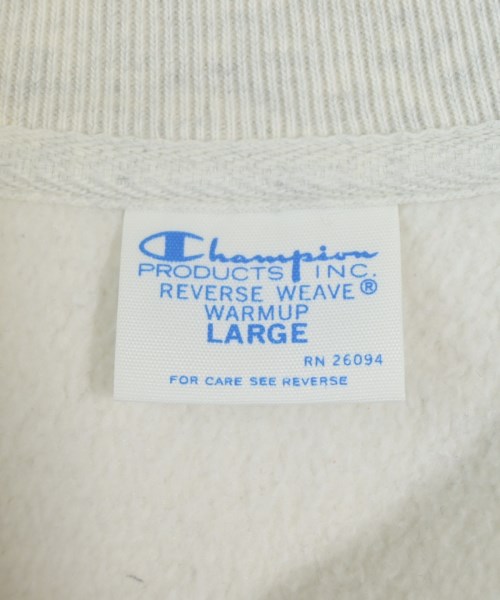 Champion
PRODUCTS INC.
REVERSE WEAVE®
WARMUP
LARGE
RN 26094
FOR CARE SEE REVERSE